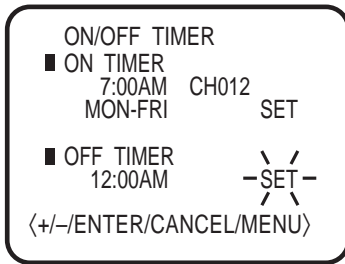 ON/OFF TIMER
ON TIMER
7:00AM CH012
MON-FRI SET
OFF TIMER
12:00AM SET
〈+/–/ENTER/CANCEL/MENU〉